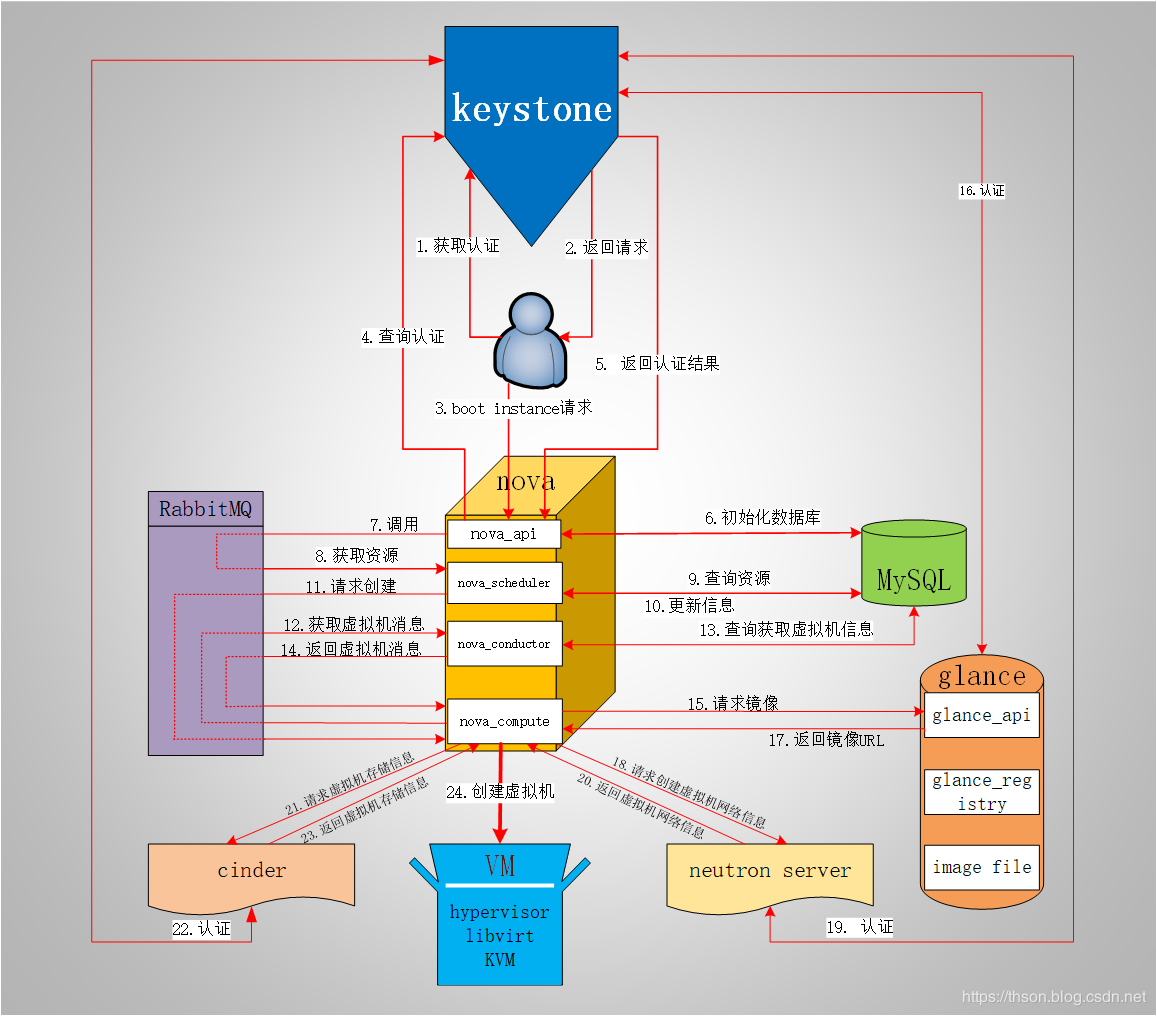 keystone
16.认证
1.获取认证
2.返回请求
4.查询认证
5. 返回认证结果
3.boot instance请求
nova
RabbitMQ
7.调用
6.初始化数据库
nova_api
8.获取资源
nova_scheduler
9.查询资源
MySQL
11.请求创建
10.更新信息
12.获取虚拟机消息
13.查询获取虚拟机信息
nova_conductor
14.返回虚拟机消息
glance
15.请求镜像
glance_api
nova_compute
17.返回镜像URL
21.请求虚拟机存储信息
18.请求创建虚拟机网络信息
23.返回虚拟机存储信息
24.创建虚拟机
20.返回虚拟机网络信息
glance_reg
istry
cinder
VM
neutron server
image file
hypervisor
libvirt
KVM
22.认证
19. 认证
https://thson.blog.csdn.net